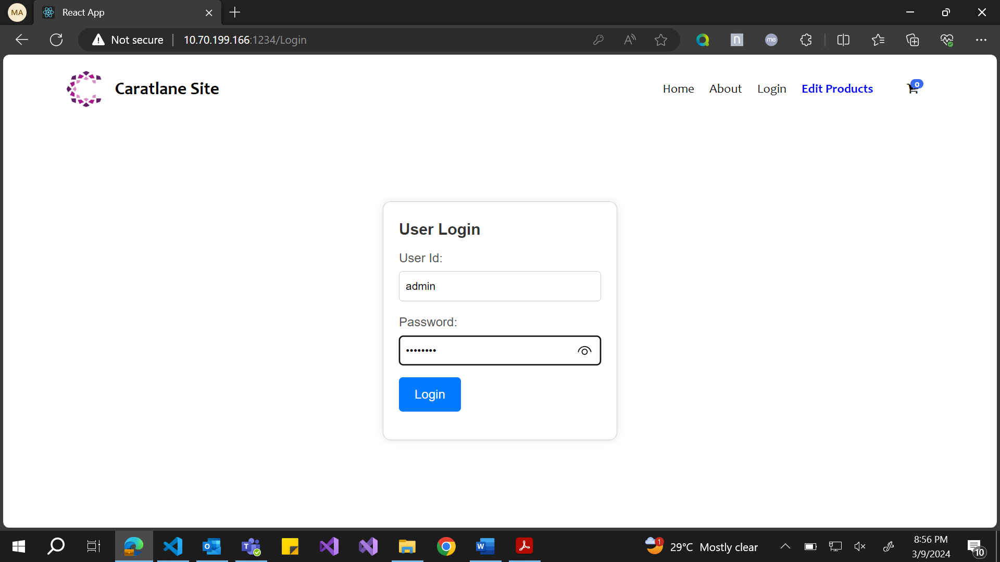 MA
React App
Not secure
10.70.199.166:1234/Login
n
me
Caratlane Site
Home
About
Login
Edit Products
0
User Login
User Id:
admin
Password:
••••••••
Login
1
29°C Mostly clear
8:56 PM
3/9/2024
10